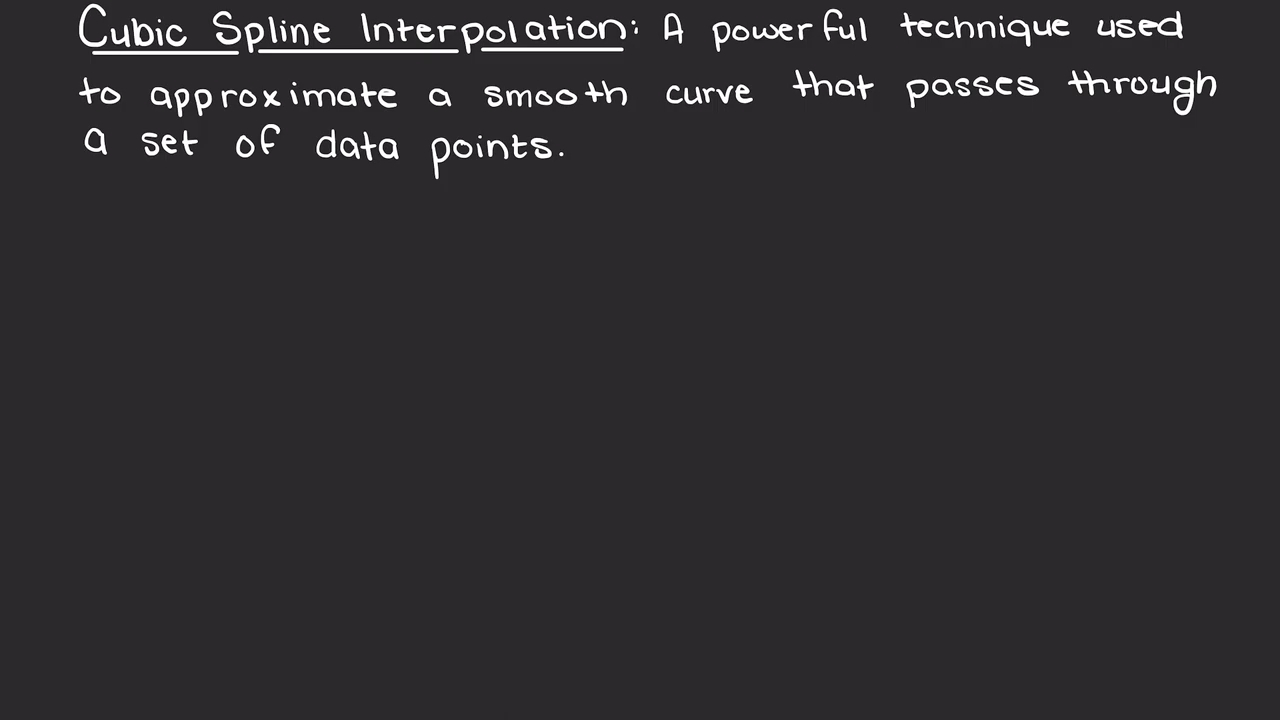 Cubic Spline Interpolation: A powerful technique used
to approximate a smooth curve that passes through
a set of data points.